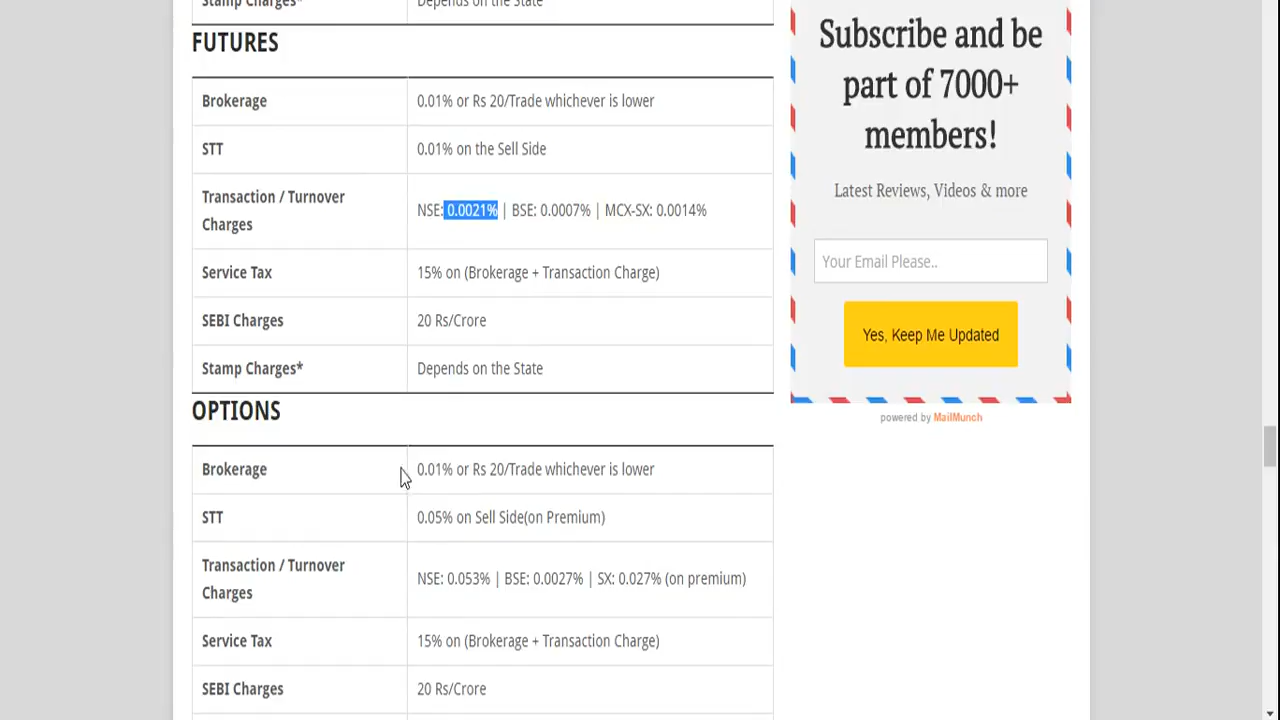 Stamp Charges* Depends on the State
FUTURES
Brokerage 0.01% or Rs 20/Trade whichever is lower
STT 0.01% on the Sell Side
Transaction / Turnover
Charges
NSE: 0.0021% | BSE: 0.0007% | MCX-SX: 0.0014%
Service Tax 15% on (Brokerage + Transaction Charge)
SEBI Charges 20 Rs/Crore
Stamp Charges* Depends on the State
OPTIONS
Brokerage 0.01% or Rs 20/Trade whichever is lower
STT 0.05% on Sell Side(on Premium)
Transaction / Turnover
Charges
NSE: 0.053% | BSE: 0.0027% | SX: 0.027% (on premium)
Service Tax 15% on (Brokerage + Transaction Charge)
SEBI Charges 20 Rs/Crore
Subscribe and be
part of 7000+
members!
Latest Reviews, Videos & more
Your Email Please..
Yes, Keep Me Updated
powered by MailMunch